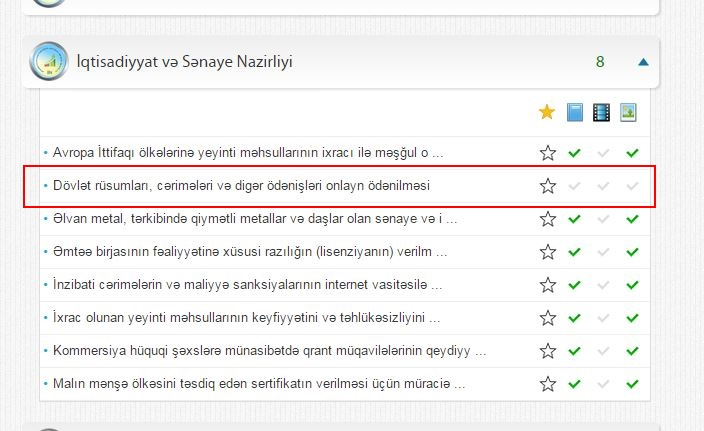 İqtisadiyyat və Sənaye Nazirliyi 8
Avropa İttifaqı ölkələrinə yeyinti məhsullarının ixracı ilə məşğul o ...
Dövlət rüsumları, cərimələri və digər ödənişləri onlayn ödənilməsi
Əlvan metal, tərkibində qiymətli metallar və daşlar olan sənaye və i ...
Əmtəə birjasının fəaliyyətinə xüsusi razılığın (lisenziyanın) verilm ...
İnzibati cərimələrin və maliyyə sanksiyalarının internet vasitəsilə ...
İxrac olunan yeyinti məhsullarının keyfiyyətini və təhlükəsizliyini ...
Kommersiya hüquqi şəxslərə münasibətdə qrant müqavilələrinin qeydiyy ...
Malın mənşə ölkəsini təsdiq edən sertifikatın verilməsi üçün müraciə ...